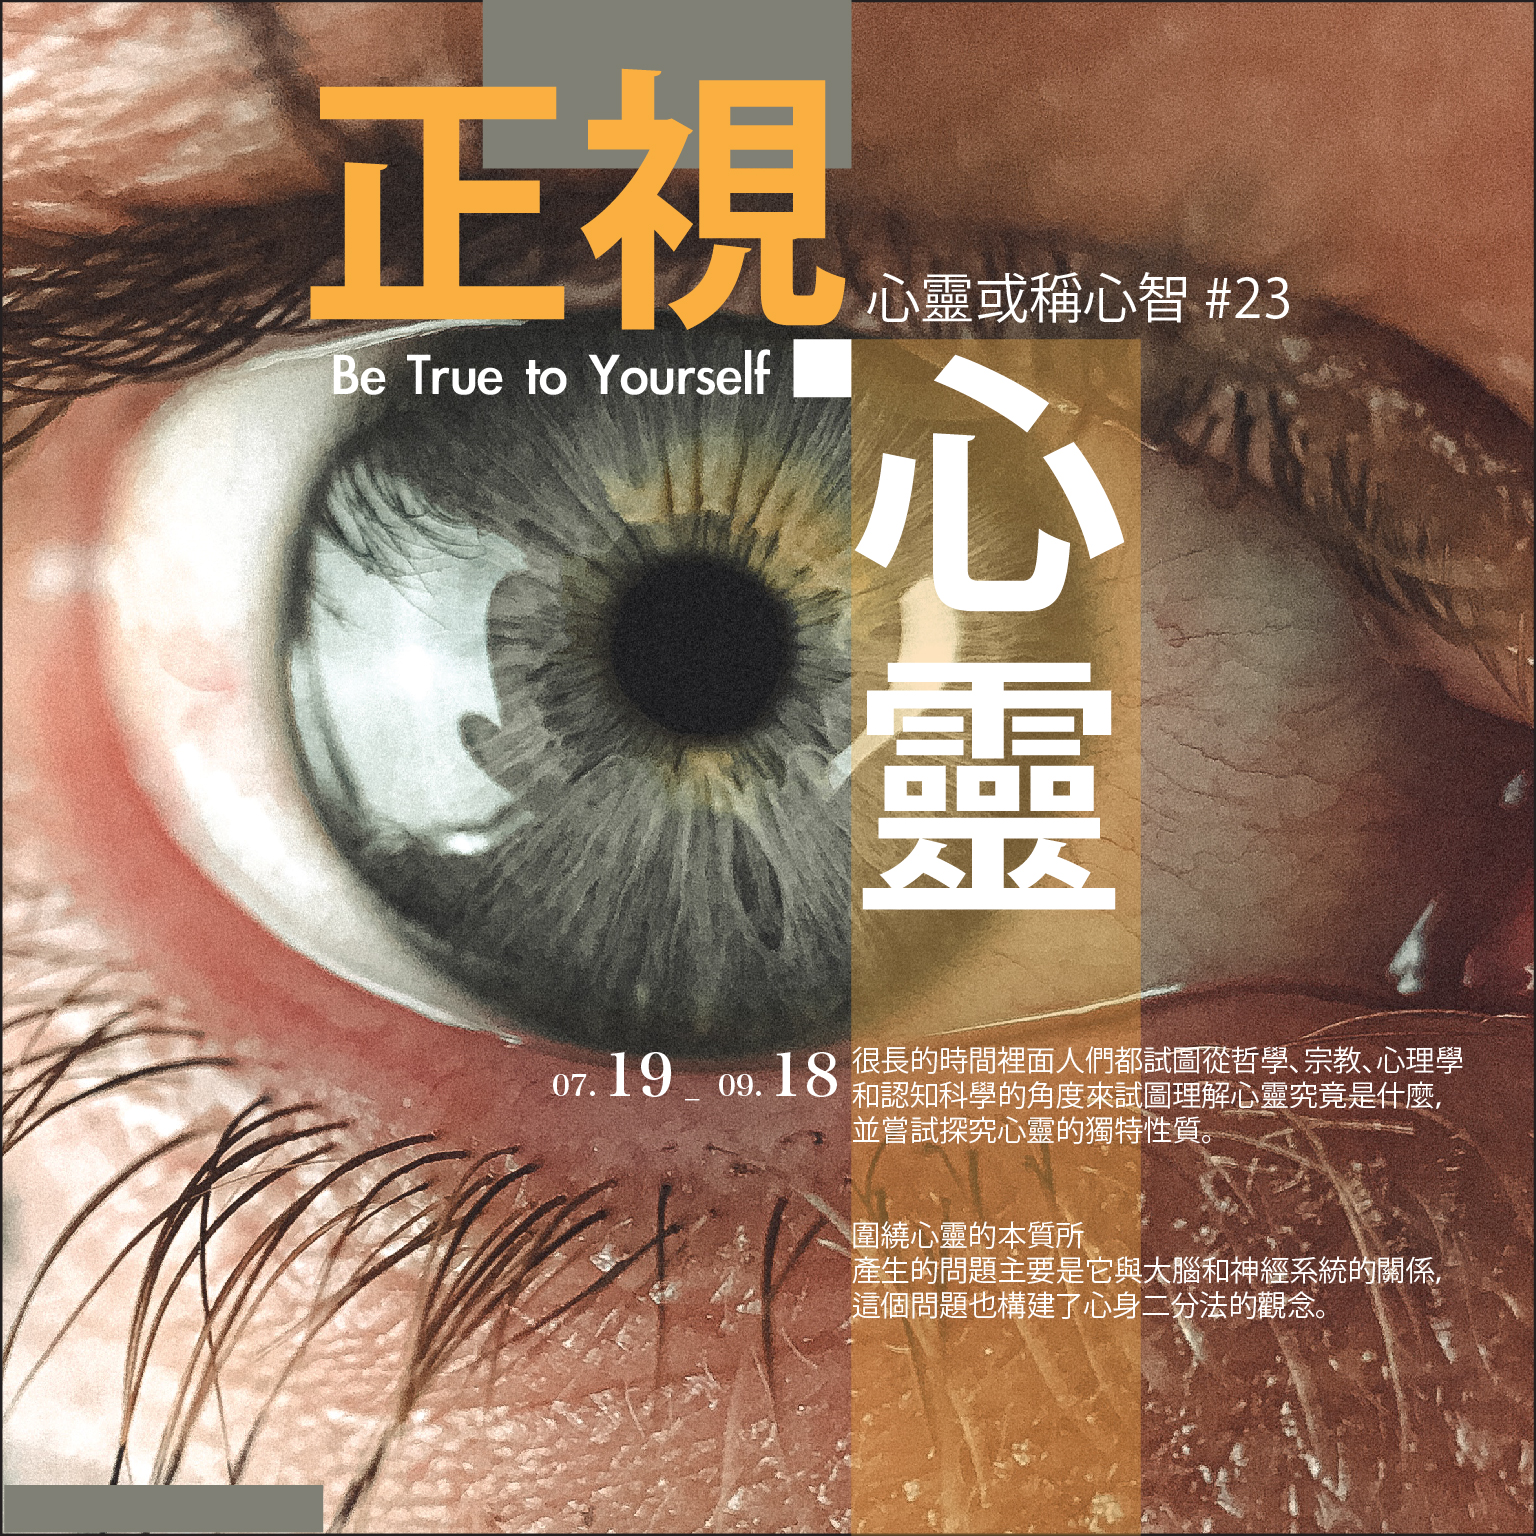 正視
心靈或稱心智 #23
Be True to Yourself
心靈
07.19 _ 09.18
很長的時間裡面人們都試圖從哲學、宗教、心理學
和認知科學的角度來試圖理解心靈究竟是什麼,
並嘗試探究心靈的獨特性質。
圍繞心靈的本質所
產生的問題主要是它與大腦和神經系統的關係,
這個問題也構建了心身二分法的觀念。